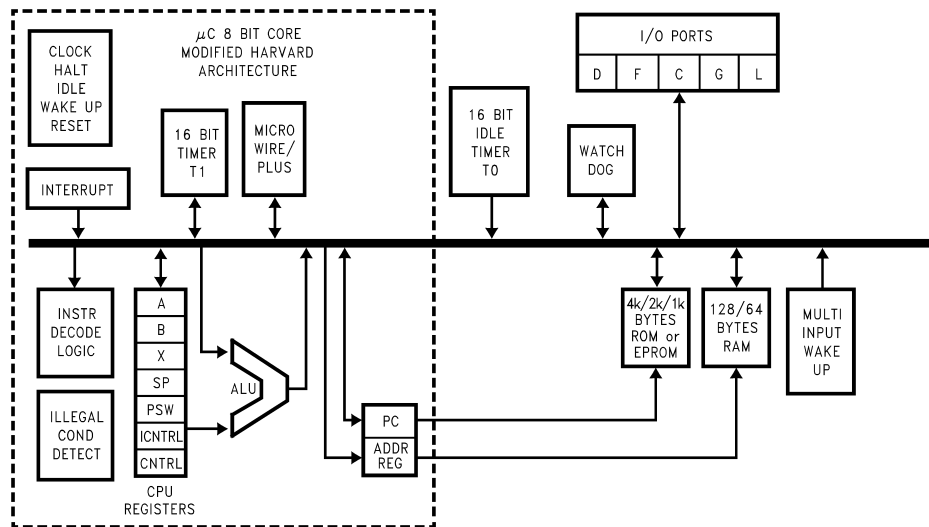 μC 8 BIT CORE
MODIFIED HARVARD
ARCHITECTURE
CLOCK
HALT
IDLE
WAKE UP
RESET
INTERRUPT
16 BIT
TIMER
T1
MICRO
WIRE/
PLUS
16 BIT
IDLE
TIMER
T0
WATCH
DOG
I/O PORTS
D F C G L
INSTR
DECODE
LOGIC
ILLEGAL
COND
DETECT
A
B
X
SP
PSW
ICNTRL
CNTRL
CPU
REGISTERS
ALU
PC
ADDR
REG
4k/2k/1k
BYTES
ROM or
EPROM
128/64
BYTES
RAM
MULTI
INPUT
WAKE
UP